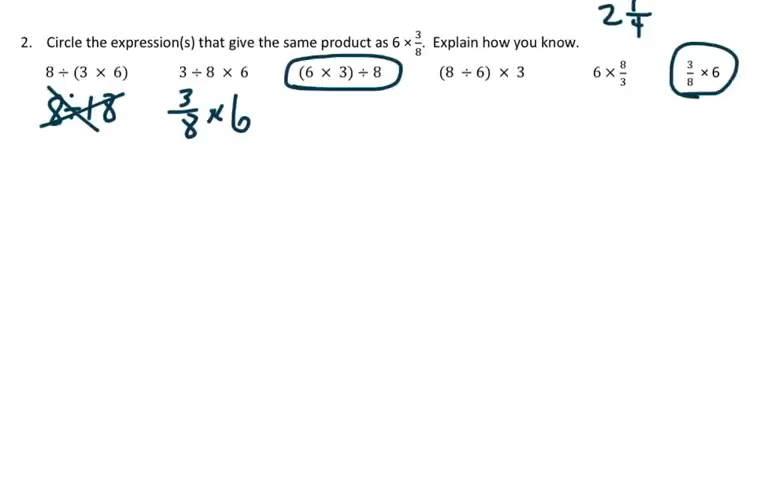 2 1/4
2. Circle the expression(s) that give the same product as 6 × 3/8. Explain how you know.
8 ÷ (3 × 6) 3 ÷ 8 × 6 (6 × 3) ÷ 8 (8 ÷ 6) × 3 6 × 8/3 3/8 × 6
8 ÷ 18 3/8 × 6